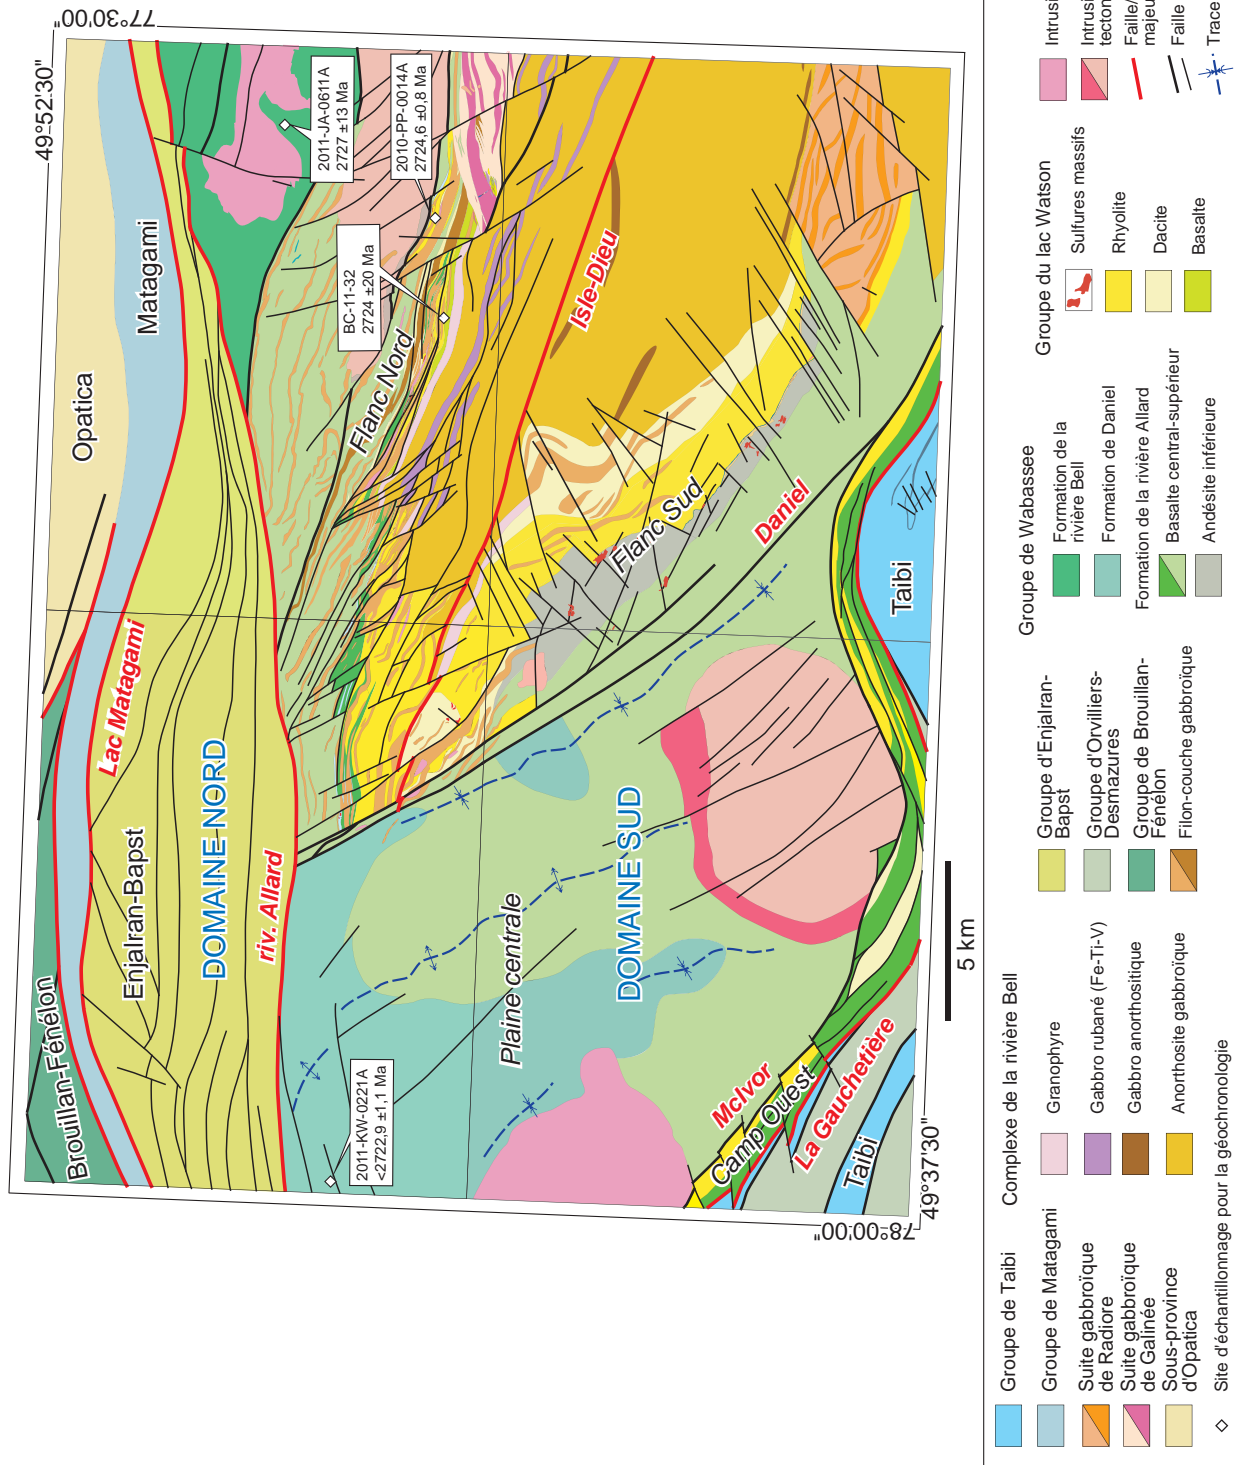 49°52'30"
77°30'00"
Opatica
Matagami
2011-JA-0611A
2727 ±13 Ma
2010-PP-0014A
2724,6 ±0,8 Ma
BC-11-32
2724 ±20 Ma
Flanc Nord
Isle-Dieu
Lac Matagami
Enjalran-Bapst
DOMAINE NORD
riv. Allard
Brouillan-Fénélon
Flanc Sud
Daniel
Taibi
Plaine centrale
DOMAINE SUD
2011-KW-0221A
<2722,9 ±1,1 Ma
McIvor
Camp Ouest
La Gauchetière
Taibi
78°00'00"
49°37'30"
5 km
Groupe de Taibi
Groupe de Matagami
Suite gabbroïque
de Radiore
Suite gabbroïque
de Galinée
Sous-province
d'Opatica
Site d'échantillonnage pour la géochronologie
Complexe de la rivière Bell
Granophyre
Gabbro rubané (Fe-Ti-V)
Gabbro anorthositique
Anorthosite gabbroïque
Groupe d'Enjalran-
Bapst
Groupe d'Orvilliers-
Desmazures
Groupe de Brouillan-
Fénélon
Filon-couche gabbroïque
Groupe de Wabassee
Formation de la
rivière Bell
Formation de Daniel
Formation de la rivière Allard
Basalte central-supérieur
Andésite inférieure
Groupe du lac Watson
Sulfures massifs
Rhyolite
Dacite
Basalte
Intrusi
Intrusi
tecton
Faille/
majeu
Faille
Trace